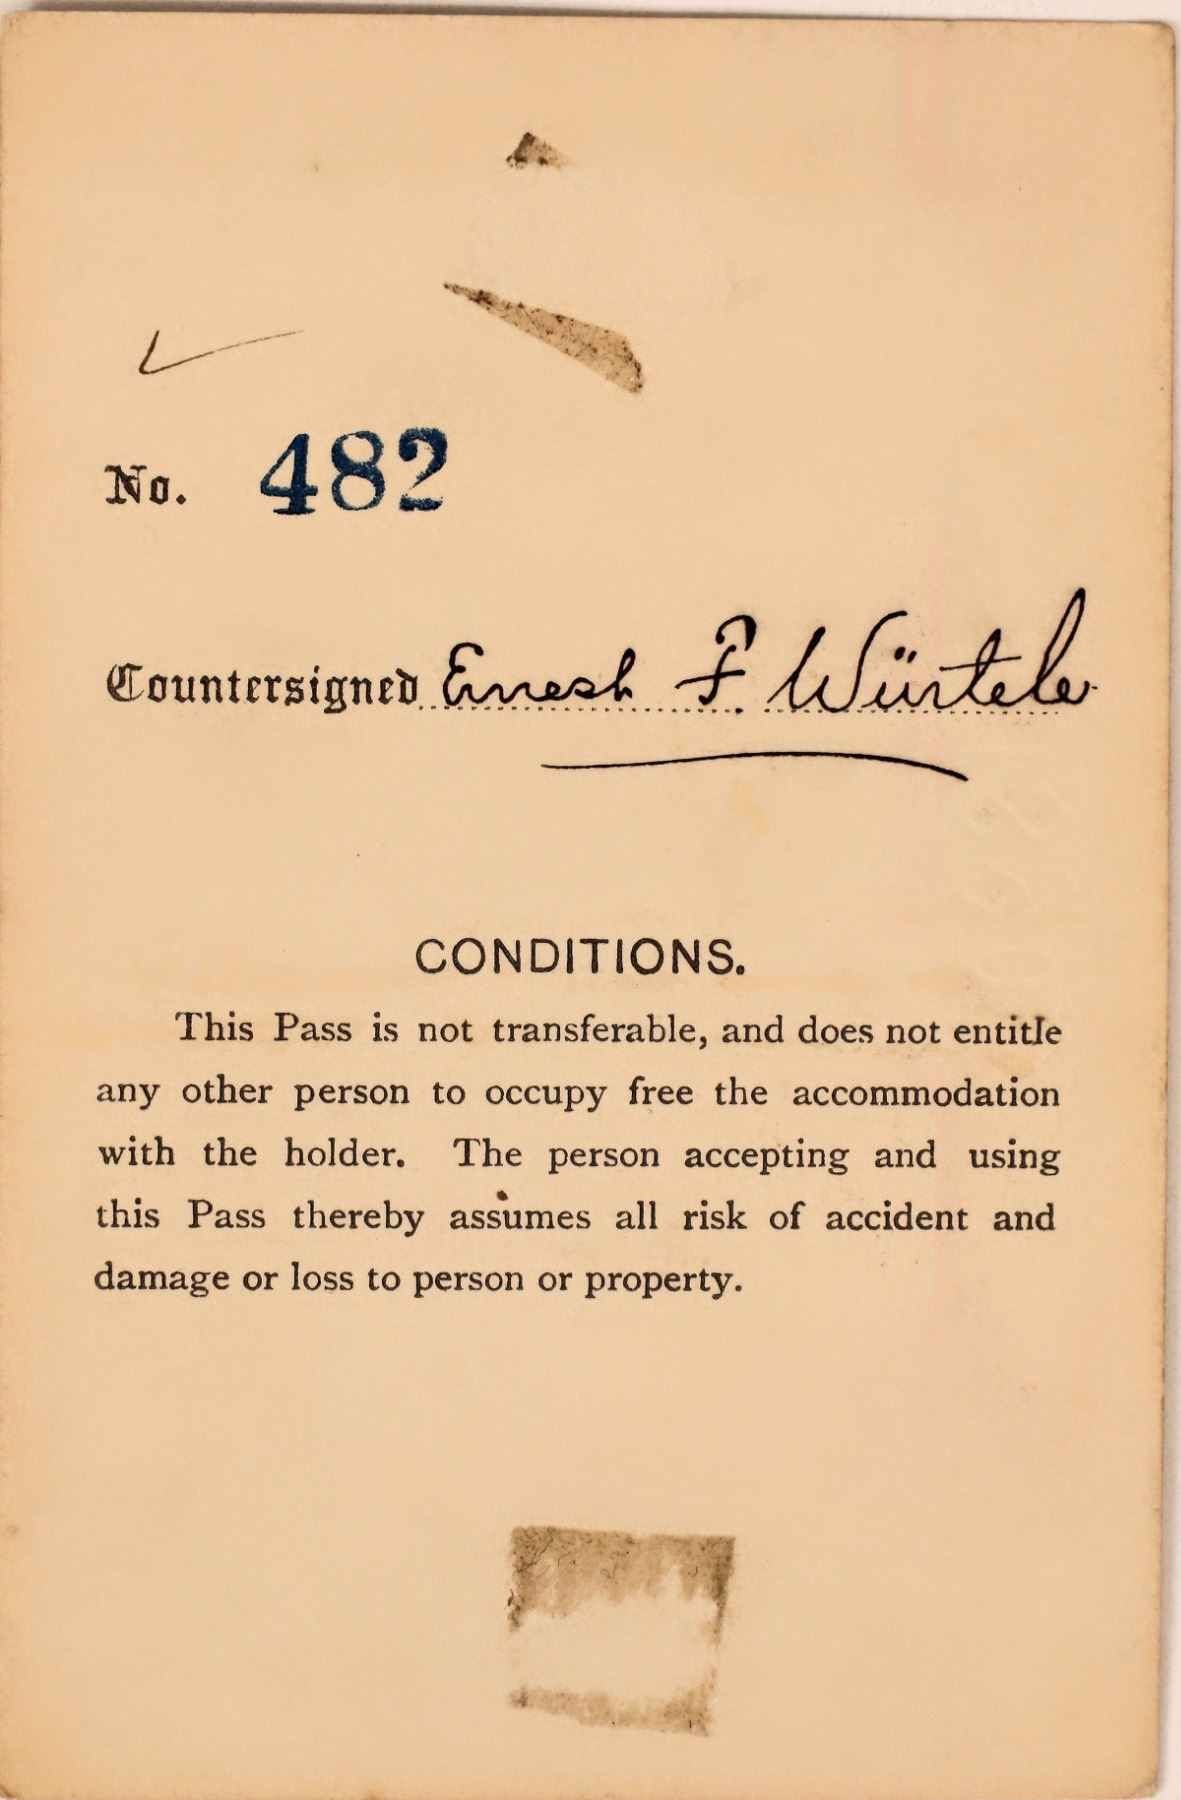 No. 482
Countersigned Ernest F. Würtele
CONDITIONS.
This Pass is not transferable, and does not entitle
any other person to occupy free the accommodation
with the holder. The person accepting and using
this Pass thereby assumes all risk of accident and
damage or loss to person or property.